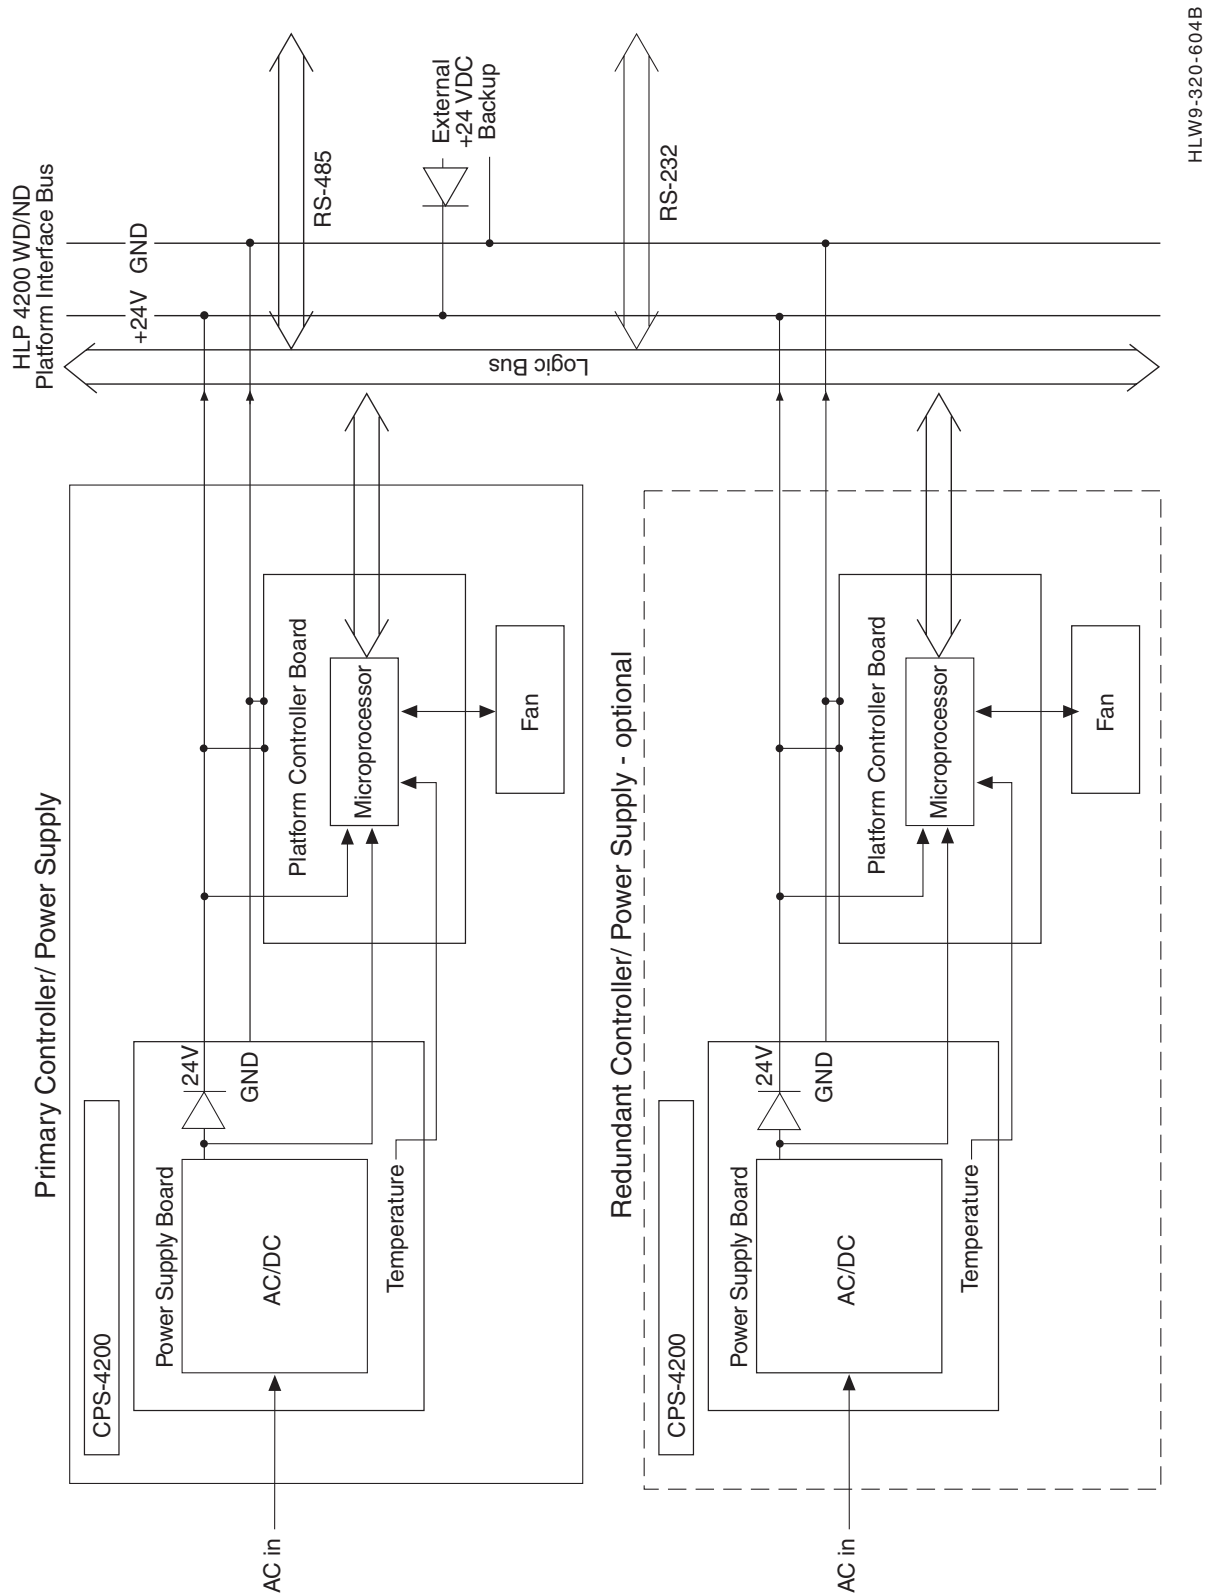 Primary Controller/ Power Supply
CPS-4200
Power Supply Board
AC/DC
AC in
Temperature
24V
GND
Platform Controller Board
Microprocessor
Fan
HLP 4200 WD/ND
Platform Interface Bus
+24V
GND
RS-485
External
+24 VDC
Backup
Logic Bus
RS-232
Redundant Controller/ Power Supply - optional
CPS-4200
Power Supply Board
AC/DC
AC in
Temperature
24V
GND
Platform Controller Board
Microprocessor
Fan
HLW9-320-604B